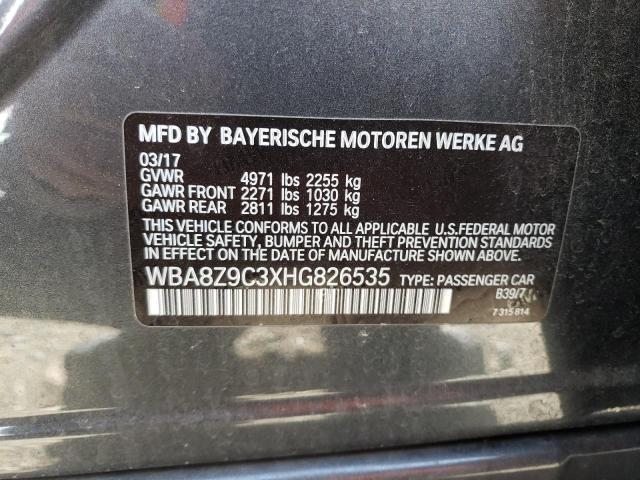 MFD BY BAYERISCHE MOTOREN WERKE AG
03/17
GVWR 4971 lbs 2255 kg
GAWR FRONT 2271 lbs 1030 kg
GAWR REAR 2811 lbs 1275 kg
THIS VEHICLE CONFORMS TO ALL APPLICABLE U.S.FEDERAL MOTOR
VEHICLE SAFETY, BUMPER AND THEFT PREVENTION STANDARDS
IN EFFECT ON THE DATE OF MANUFACTURE SHOWN ABOVE.
WBA8Z9C3XHG826535 TYPE: PASSENGER CAR
7 315 814